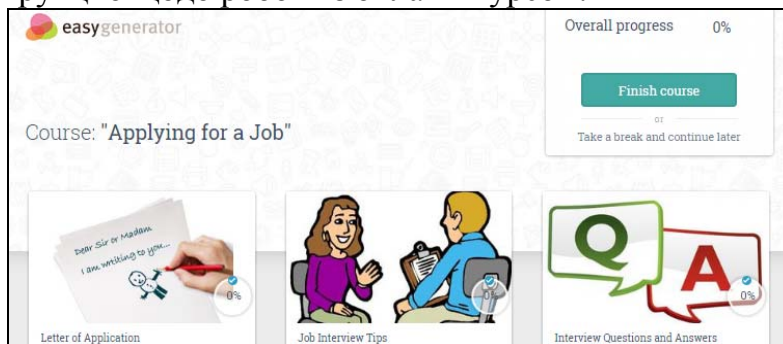 easygenerator
Overall progress 0%
Finish course
or
Take a break and continue later
Course: "Applying for a Job"
Dear Sir or Madam
I am writing to you...
0%
0%
0%
Q
A
Letter of Application
Job Interview Tips
Interview Questions and Answers